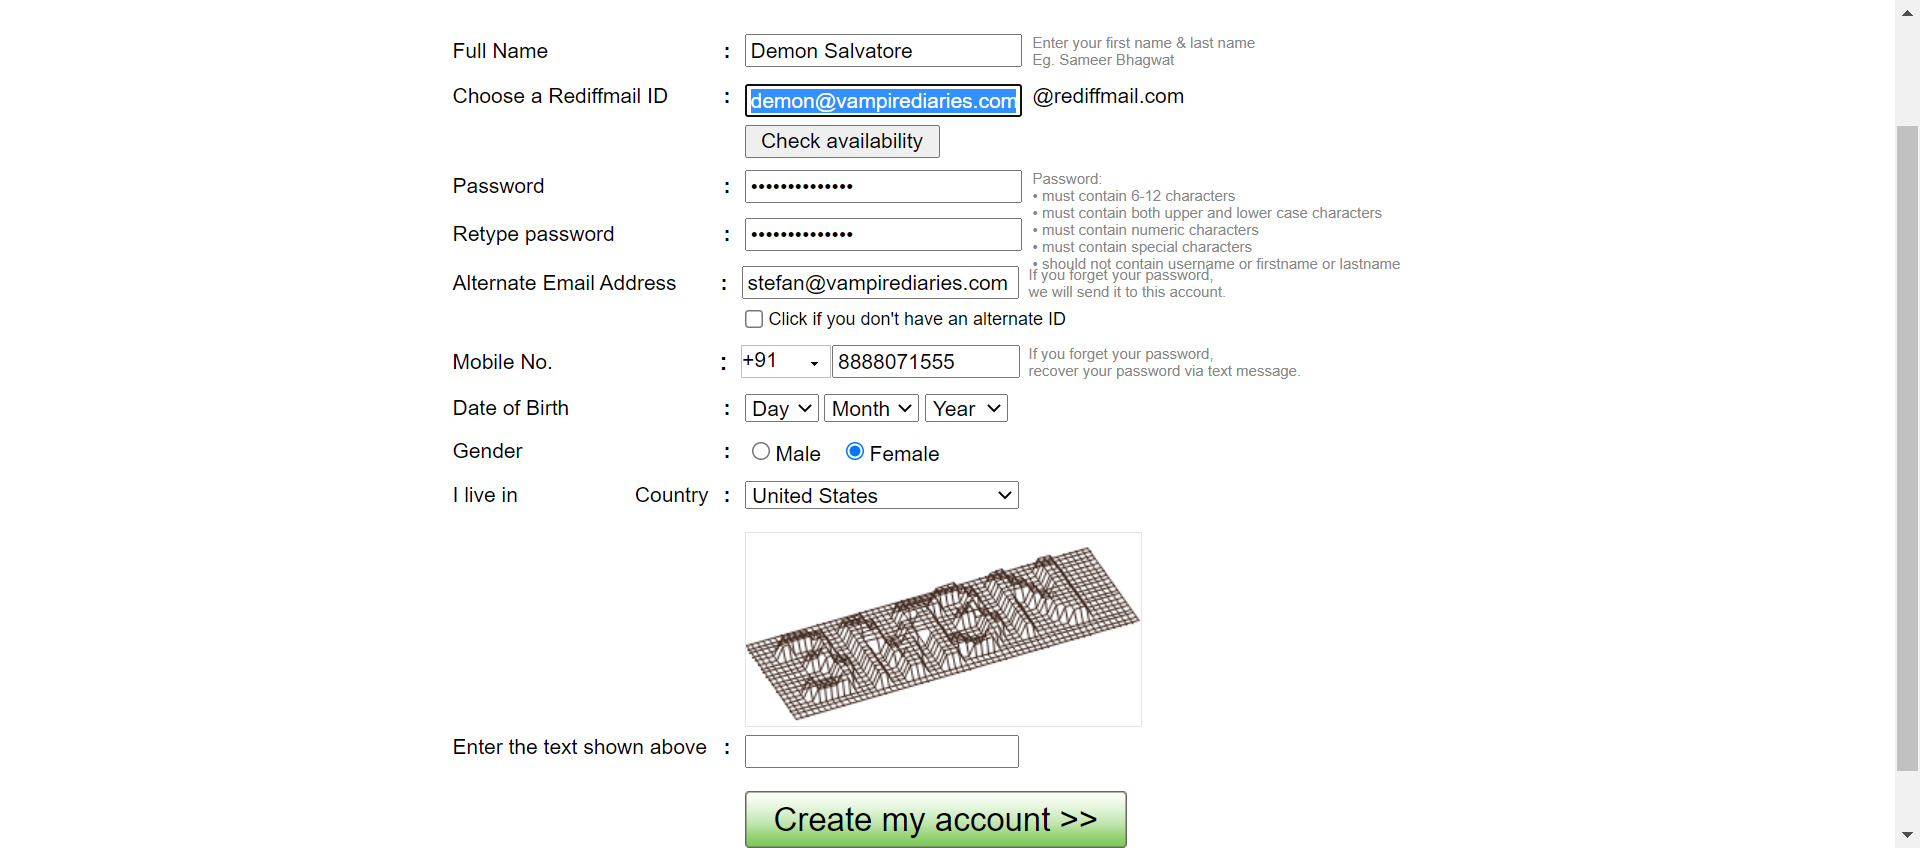 Full Name : Demon Salvatore Enter your first name & last name
Eg. Sameer Bhagwat
Choose a Rediffmail ID : demon@vampirediaries.com @rediffmail.com
Check availability
Password : •••••••••••••• Password:
• must contain 6-12 characters
• must contain both upper and lower case characters
Retype password : •••••••••••••• • must contain numeric characters
• must contain special characters
• should not contain username or firstname or lastname
Alternate Email Address : stefan@vampirediaries.com If you forget your password,
we will send it to this account.
Click if you don't have an alternate ID
Mobile No. : +91 8888071555 If you forget your password,
recover your password via text message.
Date of Birth : Day Month Year
Gender : Male Female
I live in Country : United States
Enter the text shown above :
Create my account >>